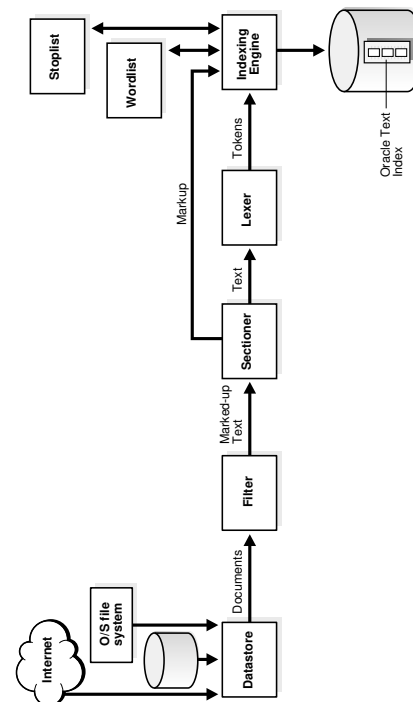 Internet
O/S file
system
Datastore
Documents
Filter
Marked-up
Text
Sectioner
Markup
Text
Lexer
Tokens
Stoplist
Wordlist
Indexing
Engine
Oracle Text
Index